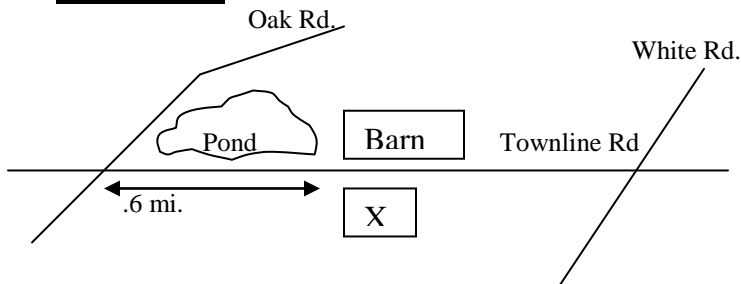 Oak Rd.
White Rd.
Pond
Barn
Townline Rd
.6 mi.
X